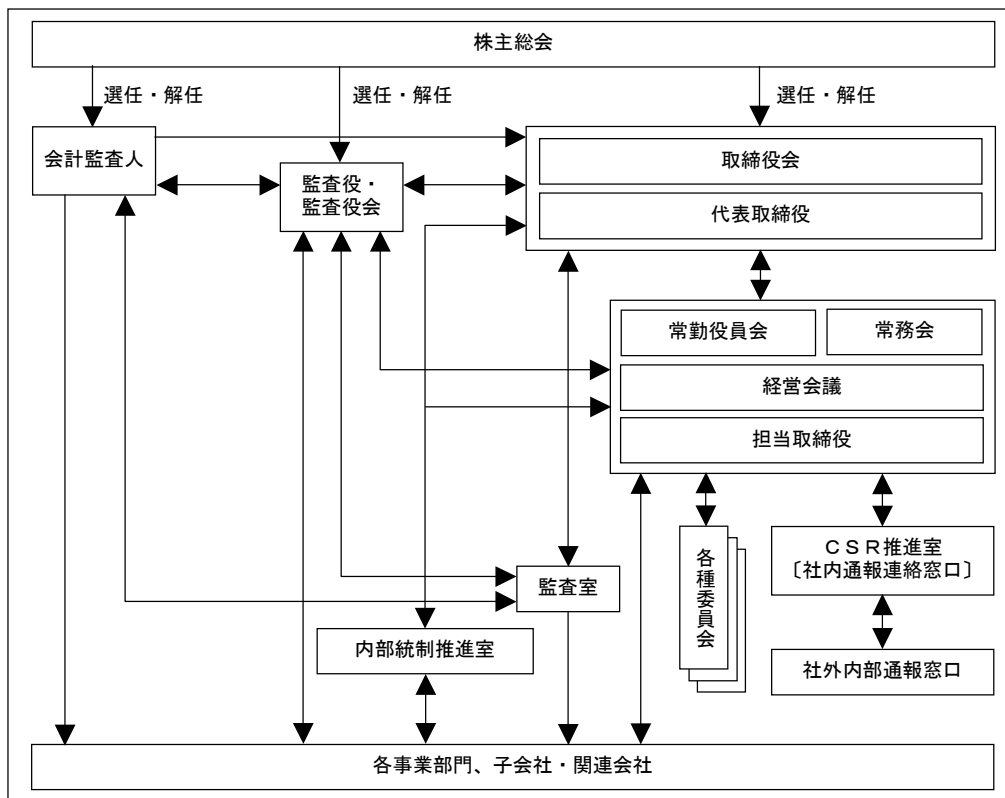 株主総会
選任・解任
選任・解任
選任・解任
会計監査人
監査役・
監査役会
取締役会
代表取締役
常勤役員会
常務会
経営会議
担当取締役
各種委員会
CSR推進室
〔社内通報連絡窓口〕
監査室
内部統制推進室
社外内部通報窓口
各事業部門、子会社・関連会社